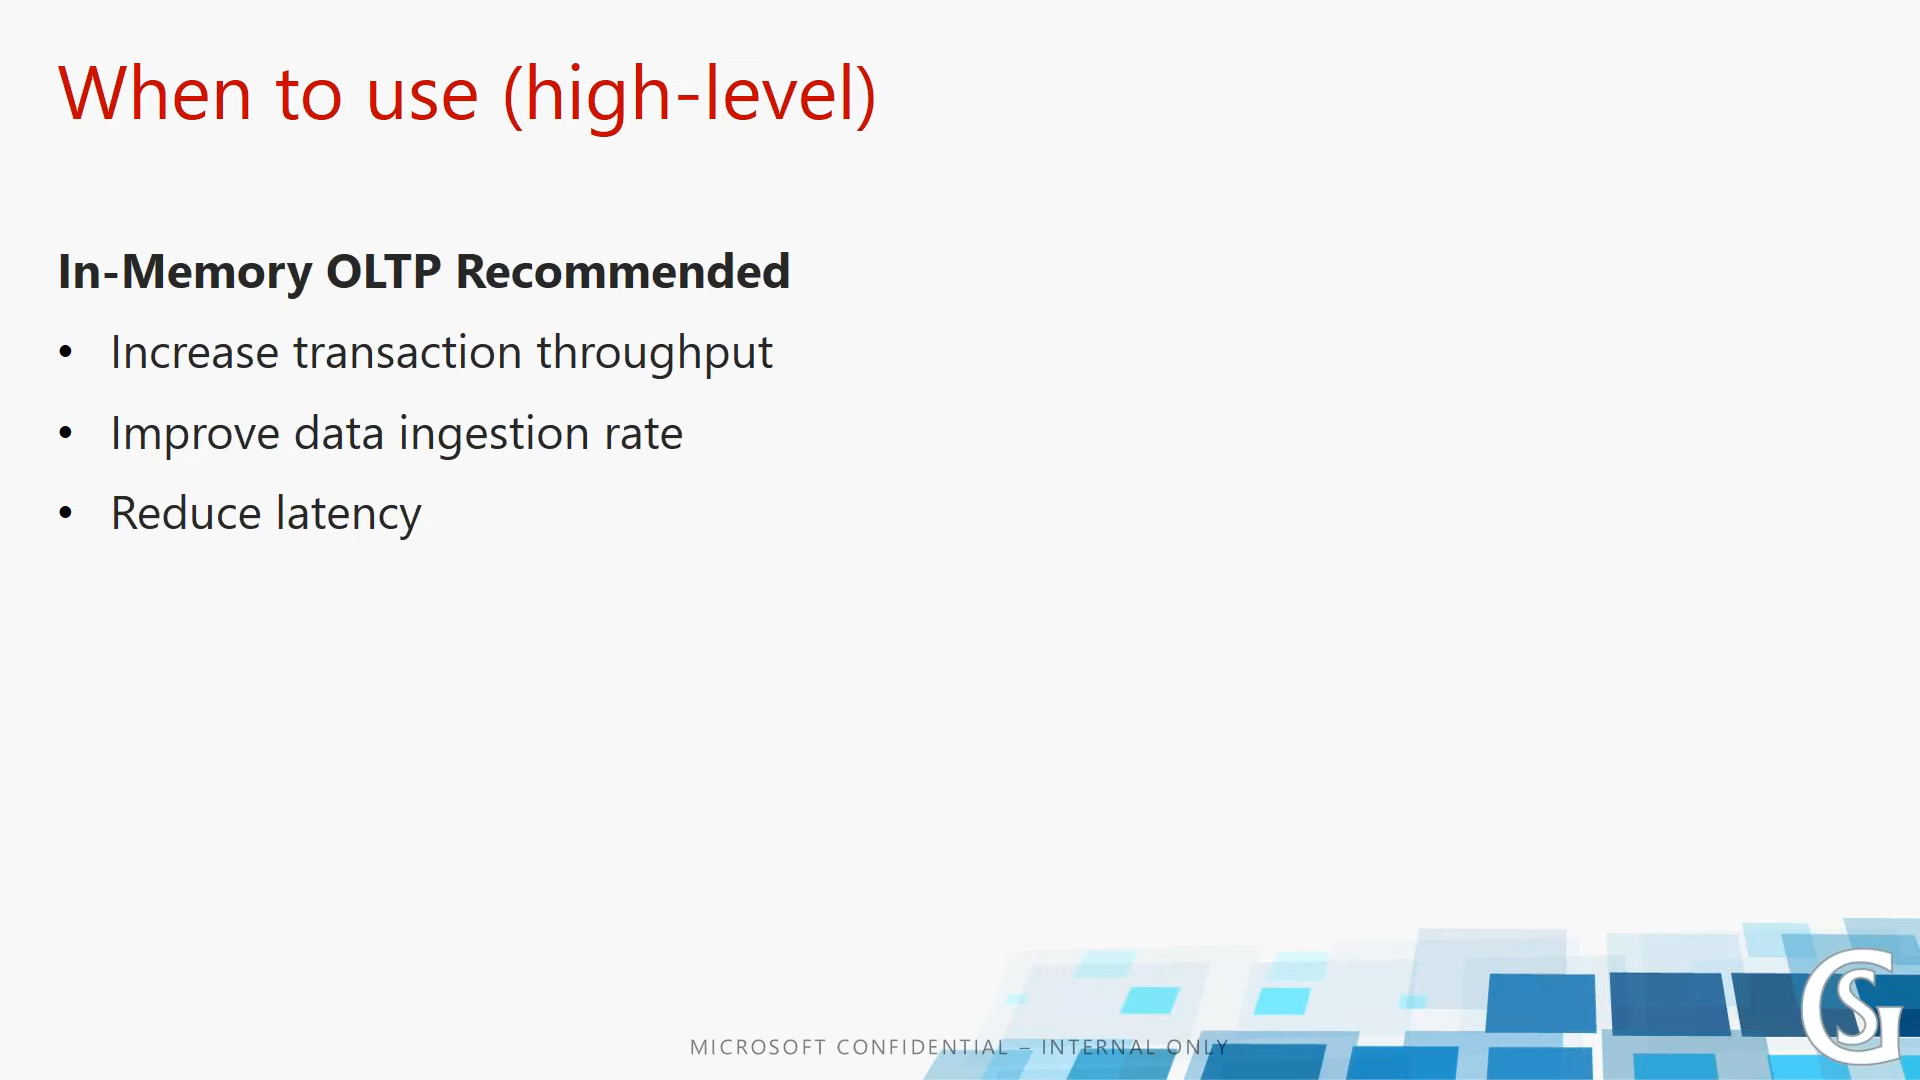 When to use (high-level)
In-Memory OLTP Recommended
• Increase transaction throughput
• Improve data ingestion rate
• Reduce latency
MICROSOFT CONFIDENTIAL – INTERNAL ONLY
GS